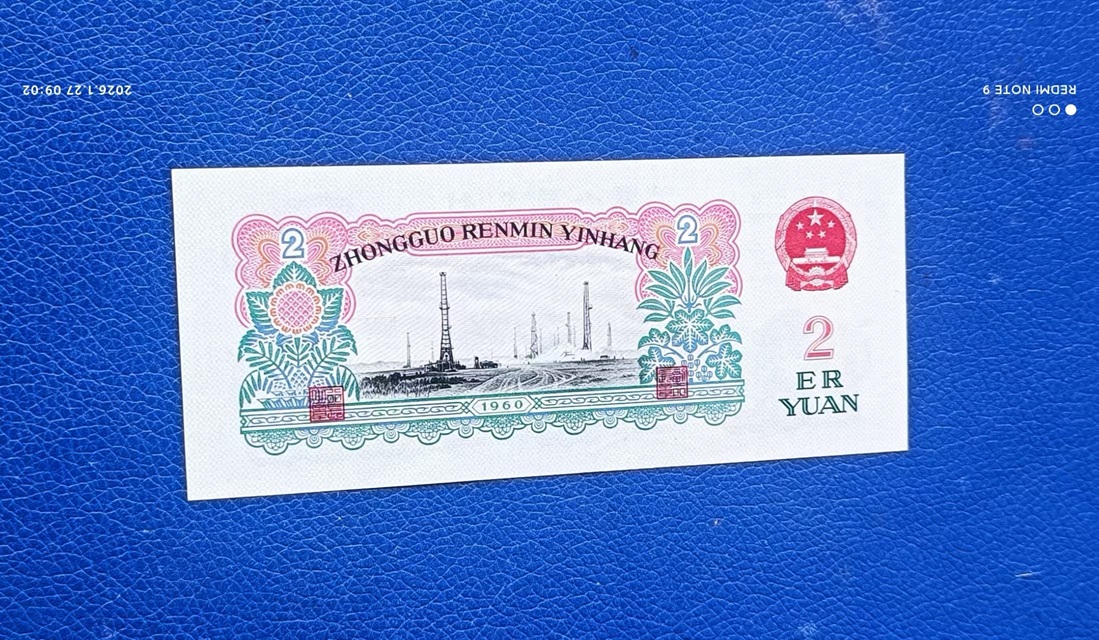 2026.1.27 09:02
REDMI NOTE 9
2
2
ZHONGGUO RENMIN YINHANG
1960
2
ER
YUAN